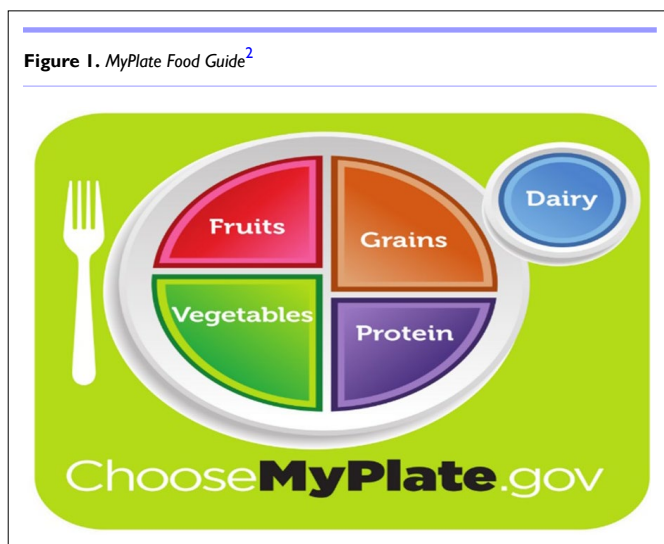 Figure 1. MyPlate Food Guide2
Fruits
Grains
Dairy
Vegetables
Protein
ChooseMyPlate.gov